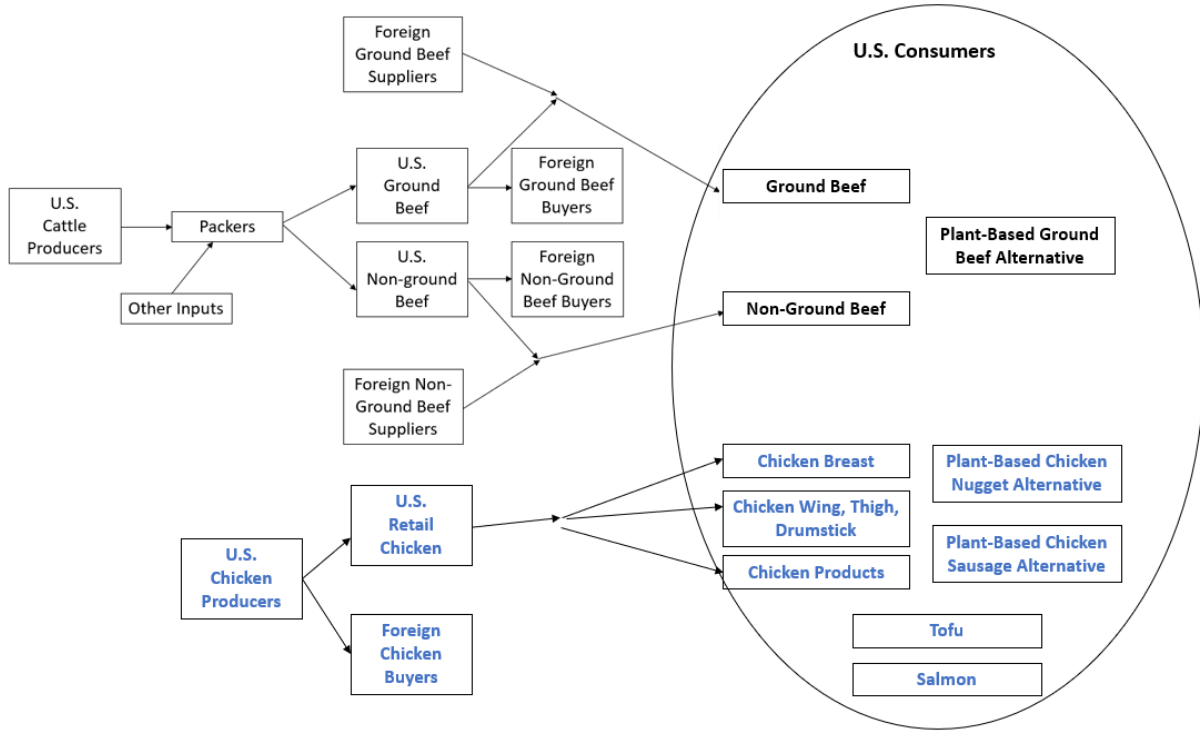 Foreign
Ground Beef
Suppliers
U.S. Consumers
U.S.
Ground
Beef
Foreign
Ground Beef
Buyers
Ground Beef
U.S.
Cattle
Producers
Packers
Plant-Based Ground
Beef Alternative
U.S.
Non-ground
Beef
Foreign
Non-Ground
Beef Buyers
Other Inputs
Non-Ground Beef
Foreign Non-
Ground Beef
Suppliers
Chicken Breast
Plant-Based Chicken
Nugget Alternative
U.S.
Retail
Chicken
Chicken Wing, Thigh,
Drumstick
Plant-Based Chicken
Sausage Alternative
U.S.
Chicken
Producers
Chicken Products
Foreign
Chicken
Buyers
Tofu
Salmon